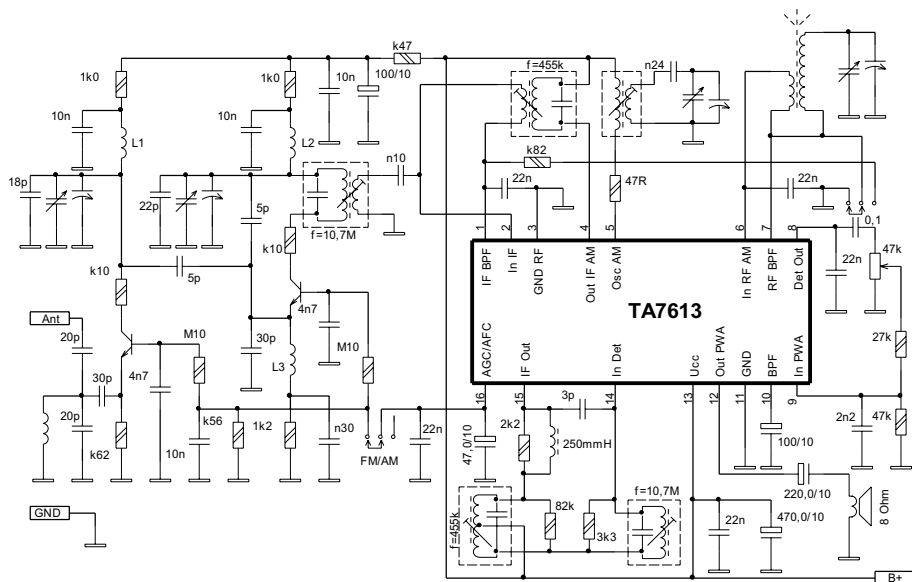 k47
1k0
1k0
10n
100/10
10n
10n
L1
L2
f=455k
n24
n10
k82
22n
47R
22n
0,1
18p
22p
5p
f=10,7M
5p
k10
k10
1
2
3
4
5
6
7
8
IF BPF
In IF
GND RF
Out IF AM
Osc AM
In RF AM
RF BPF
Det Out
47k
22n
TA7613
27k
Ant
20p
30p
4n7
4n7
M10
M10
30p
L3
AGC/AFC
IF Out
In Det
Ucc
Out PWA
GND
BPF
In PWA
16
15
14
13
12
11
10
9
20p
k62
10n
k56
1k2
n30
FM/AM
22n
47,0/10
2k2
3p
250mmH
100/10
2n2
47k
220,0/10
8 Ohm
f=455k
82k
3k3
f=10,7M
22n
470,0/10
GND
B+